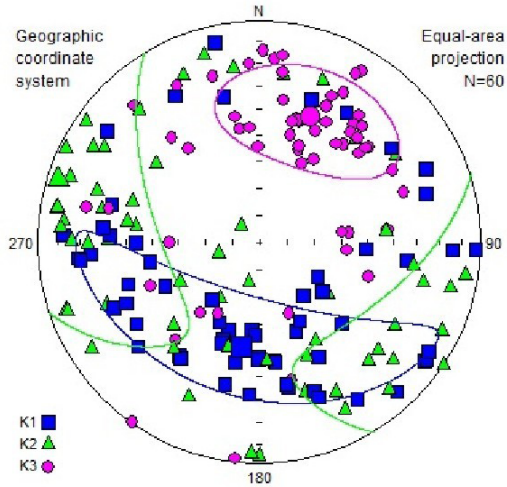 N
Geographic
coordinate
system
Equal-area
projection
N=60
270
90
K1
K2
K3
180